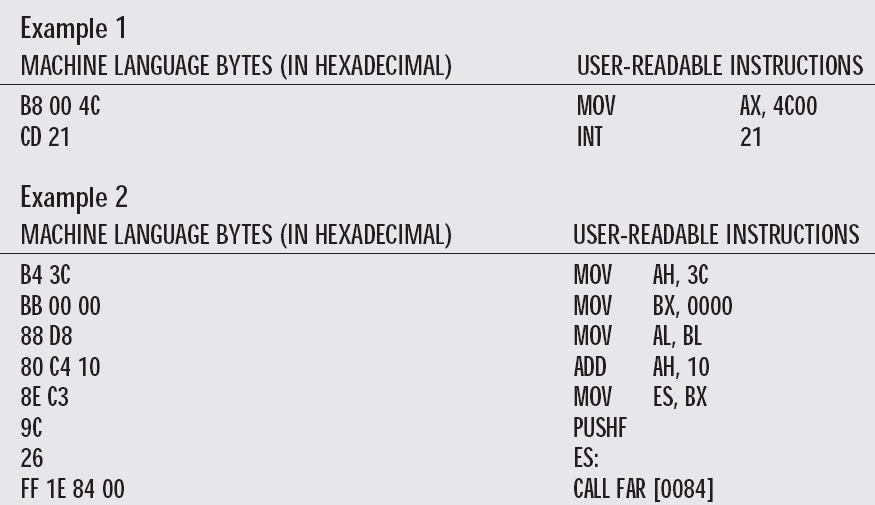 Example 1
MACHINE LANGUAGE BYTES (IN HEXADECIMAL) USER-READABLE INSTRUCTIONS
B8 00 4C MOV AX, 4C00
CD 21 INT 21
Example 2
MACHINE LANGUAGE BYTES (IN HEXADECIMAL) USER-READABLE INSTRUCTIONS
B4 3C MOV AH, 3C
BB 00 00 MOV BX, 0000
88 D8 MOV AL, BL
80 C4 10 ADD AH, 10
8E C3 MOV ES, BX
9C PUSHF
26 ES:
FF 1E 84 00 CALL FAR [0084]